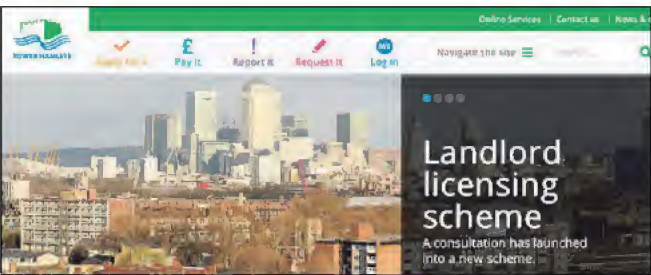 Online Services | Contact us | News &
TOWER HAMLETS
Apply for it
Pay it
Report it
Request it
Log in
Navigate the site
Landlord
licensing
scheme
A consultation has launched
into a new scheme.